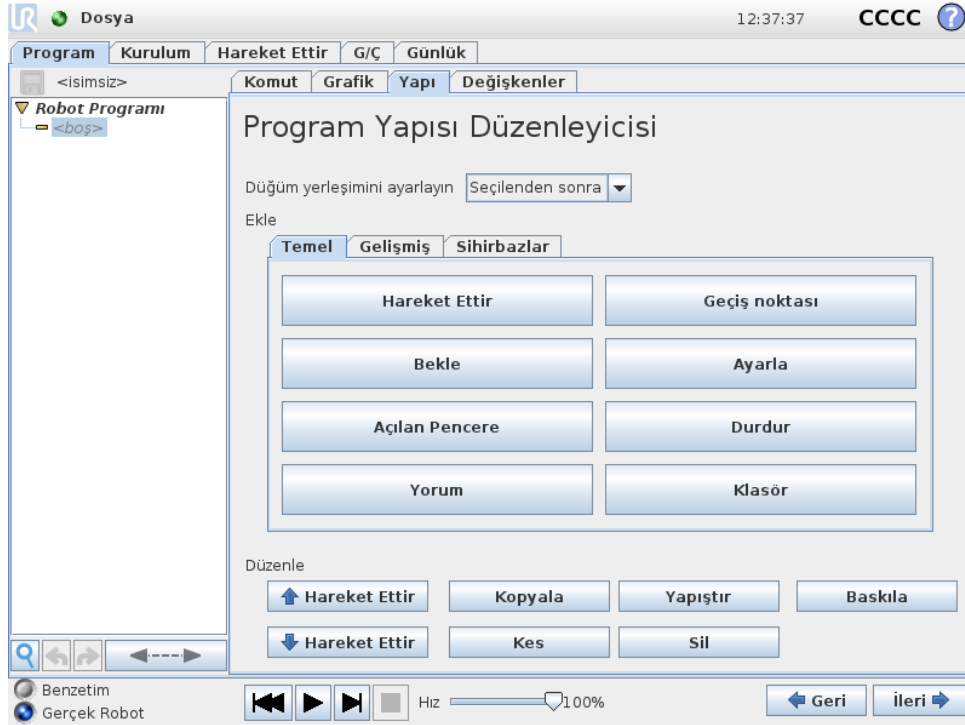 UR Dosya 12:37:37 CCCC ?
Program Kurulum Hareket Ettir G/Ç Günlük
<isimsiz> Komut Grafik Yapı Değişkenler
Robot Programı
<boş>
Program Yapısı Düzenleyicisi
Düğüm yerleşimini ayarlayın Seçilenden sonra
Ekle
Temel Gelişmiş Sihirbazlar
Hareket Ettir Geçiş noktası
Bekle Ayarla
Açılan Pencere Durdur
Yorum Klasör
Düzenle
Hareket Ettir Kopyala Yapıştır Baskıla
Hareket Ettir Kes Sil
Benzetim
Gerçek Robot
Hız 100% Geri İleri